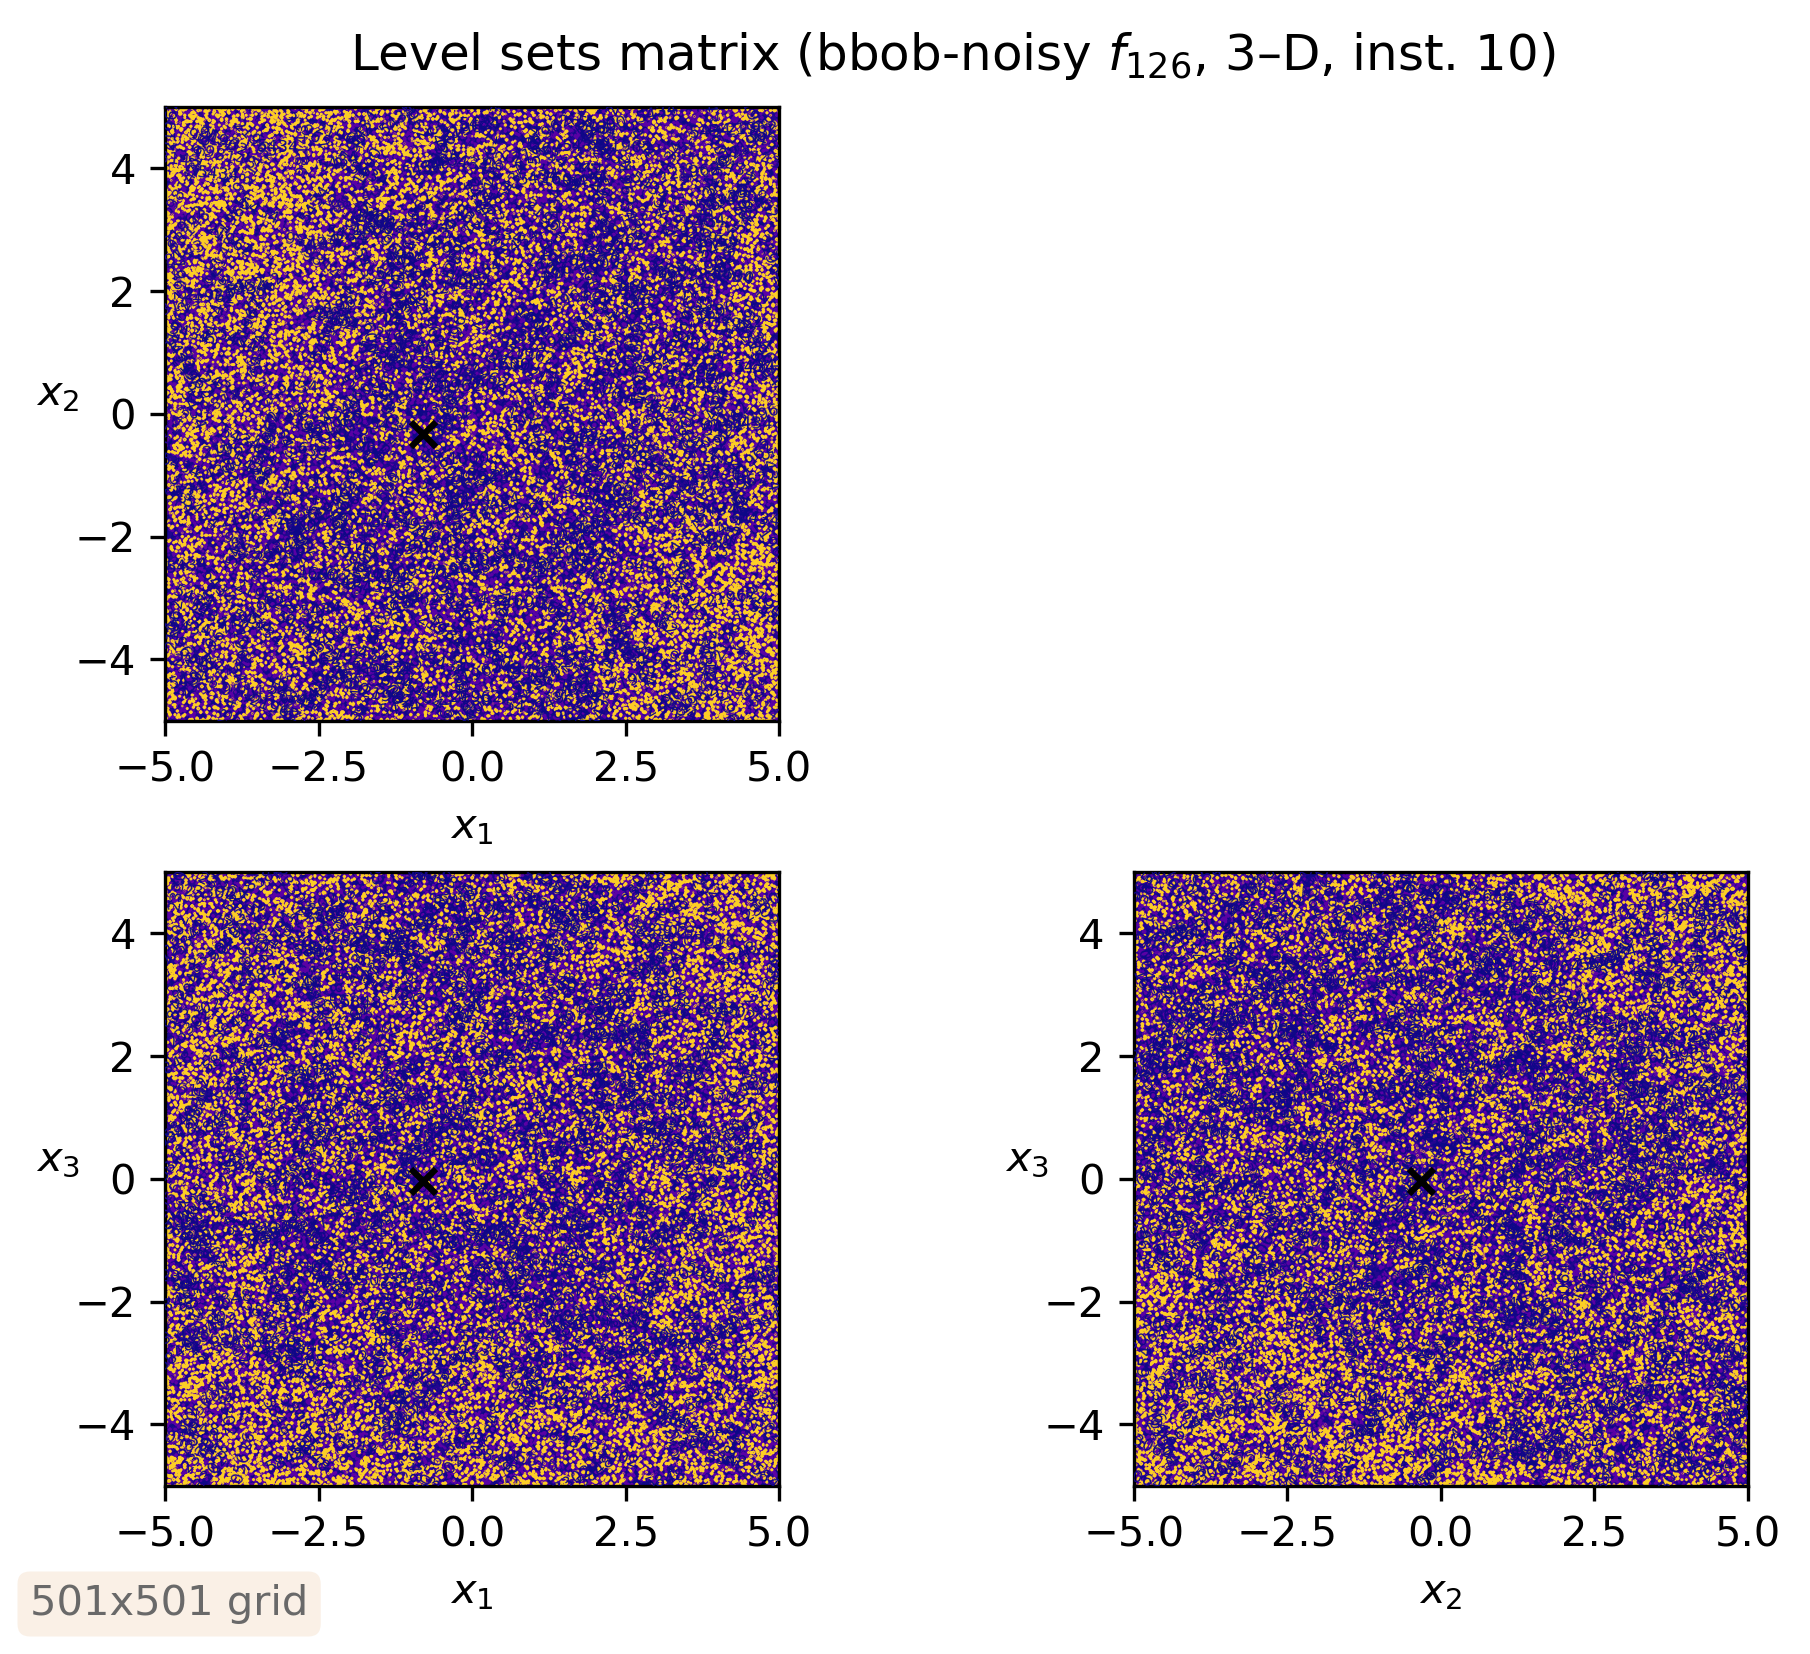 Level sets matrix (bbob-noisy f₁₂₆, 3–D, inst. 10)
4
2
x₂ 0
−2
−4
−5.0 −2.5 0.0 2.5 5.0
x₁
4 4
2 2
x₃ 0 x₃ 0
−2 −2
−4 −4
−5.0 −2.5 0.0 2.5 5.0 −5.0 −2.5 0.0 2.5 5.0
x₁ x₂
501x501 grid